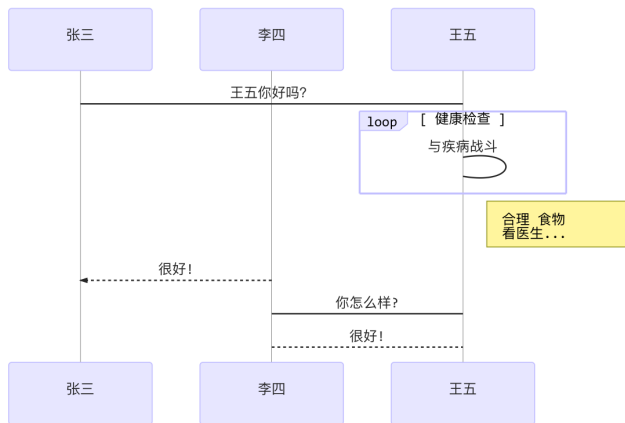 张三 李四 王五
王五你好吗?
loop [ 健康检查 ]
与疾病战斗
合理 食物
看医生...
很好!
你怎么样?
很好!
张三 李四 王五